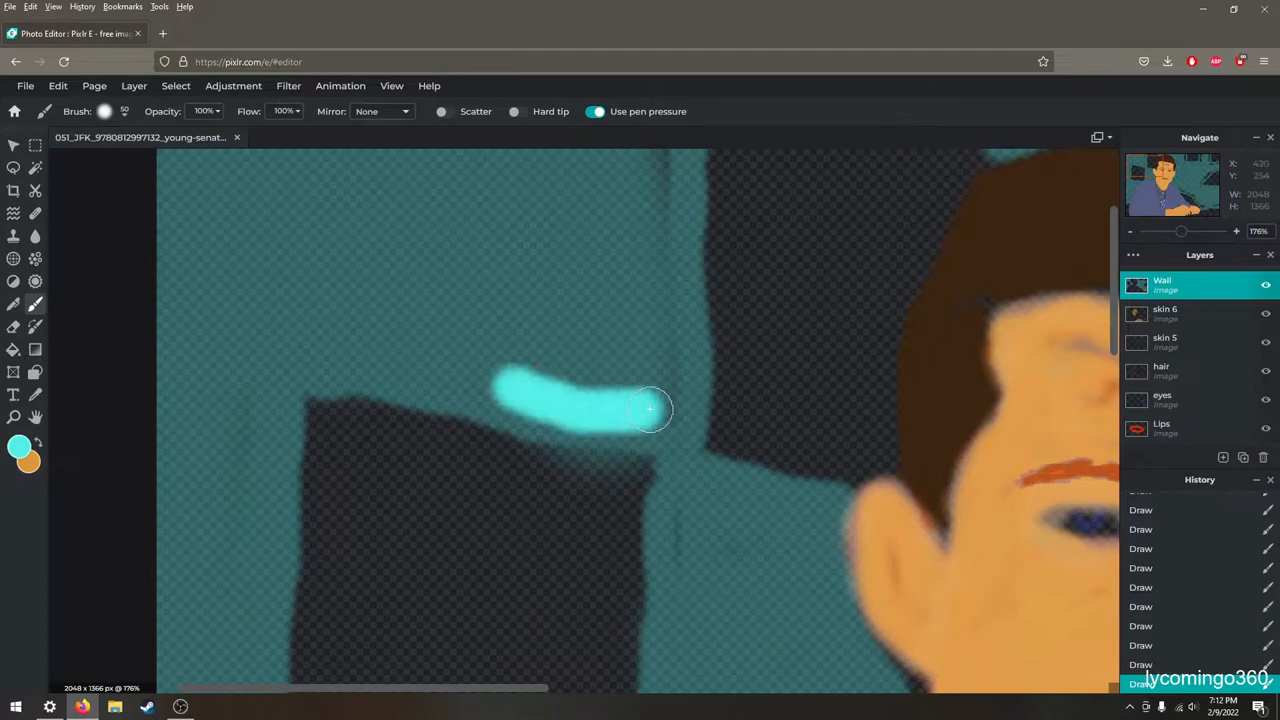 File Edit View History Bookmarks Tools Help
Photo Editor : Pixlr E - free imag
https://pixlr.com/e/#editor
File Edit Page Layer Select Adjustment Filter Animation View Help
Brush: 50 Opacity: 100% Flow: 100% Mirror: None Scatter Hard tip Use pen pressure
051_JFK_9780812997132_young-senat...
Navigate
X: 420
Y: 254
W: 2048
H: 1366
176%
Layers
Wall
Image
skin 6
Image
skin 5
Image
hair
Image
eyes
Image
Lips
Image
History
Draw
Draw
Draw
Draw
Draw
Draw
Draw
Draw
Draw
Draw
lycomingo360
2048 x 1366 px @ 176%
7:12 PM
2/9/2022